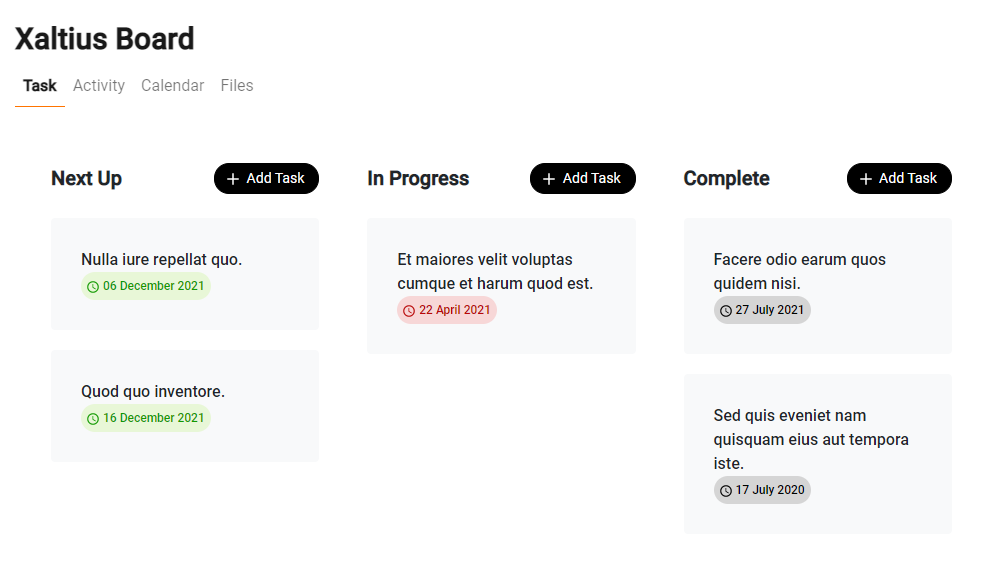 Xaltius Board
Task Activity Calendar Files
Next Up
+ Add Task
Nulla iure repellat quo.
06 December 2021
Quod quo inventore.
16 December 2021
In Progress
+ Add Task
Et maiores velit voluptas
cumque et harum quod est.
22 April 2021
Complete
+ Add Task
Facere odio earum quos
quidem nisi.
27 July 2021
Sed quis eveniet nam
quisquam eius aut tempora
iste.
17 July 2020